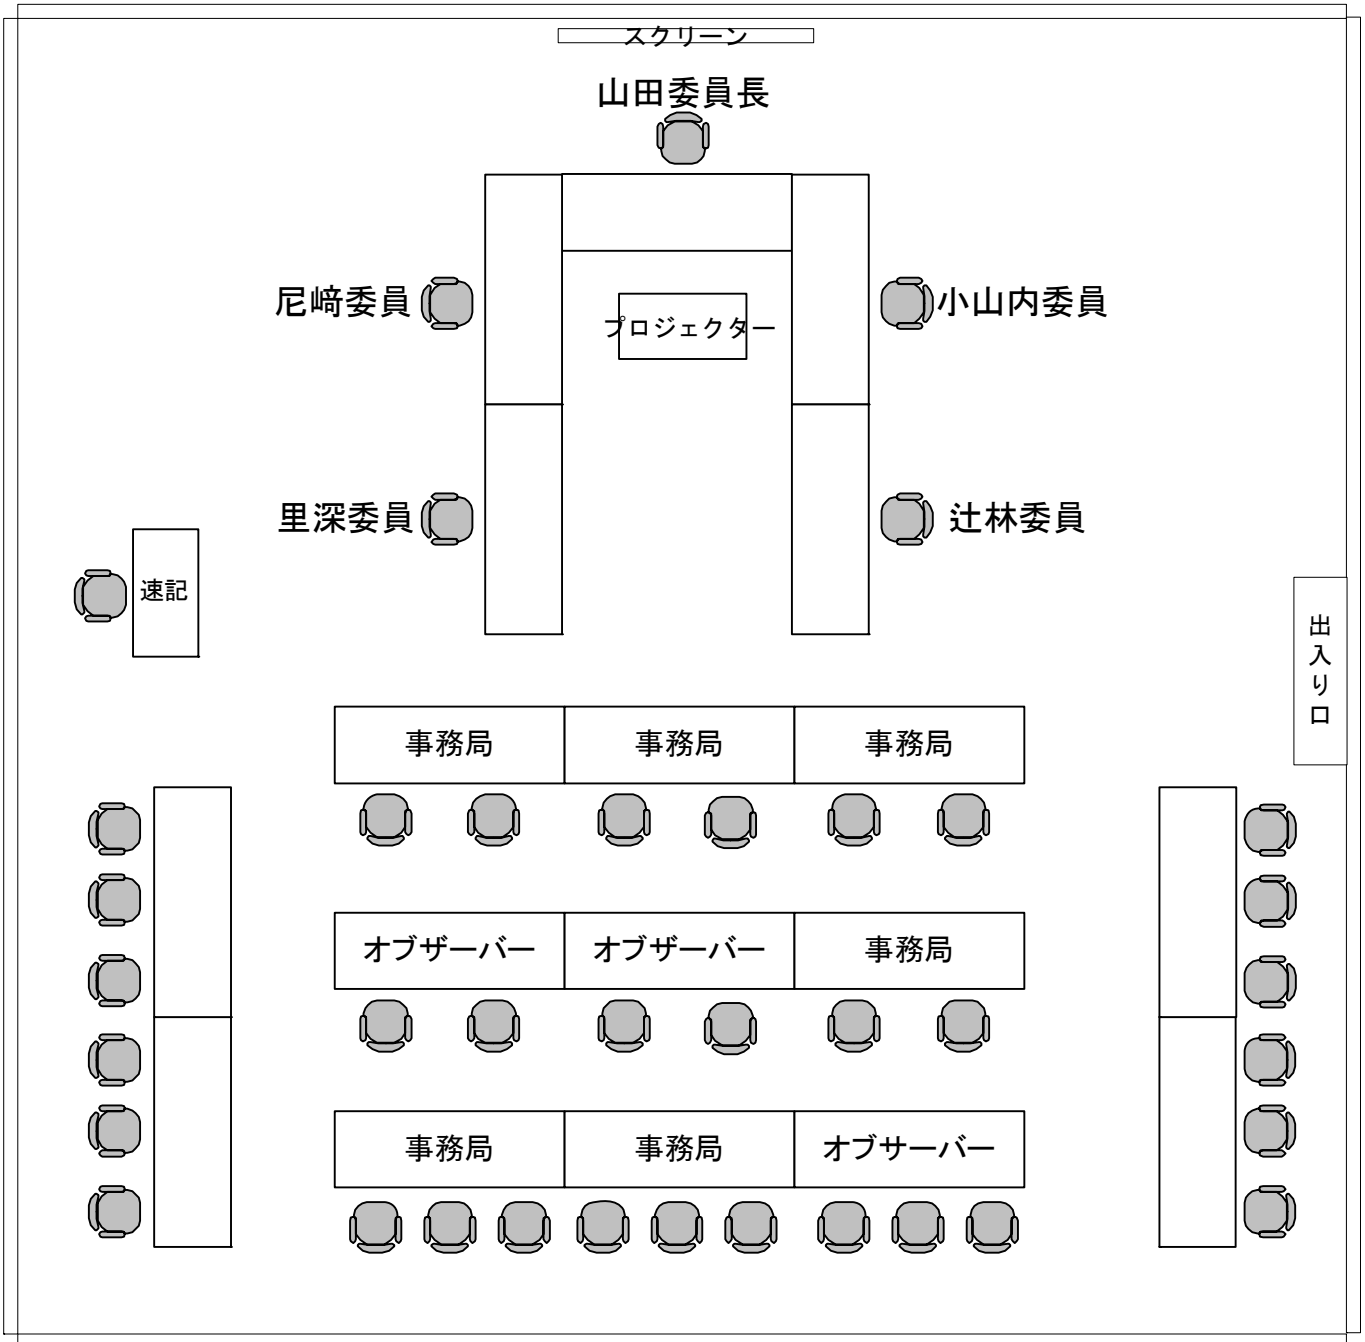 スクリーン
山田委員長
尼﨑委員
小山内委員
プロジェクター
里深委員
辻林委員
速記
出入り口
事務局 事務局 事務局
オブザーバー オブザーバー 事務局
事務局 事務局 オブサーバー